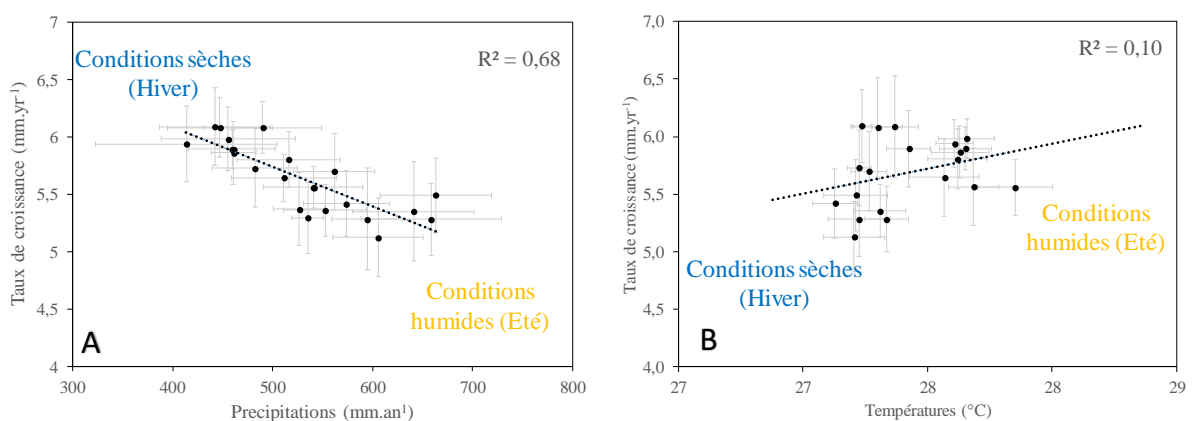 Taux de croissance (mm.yr-1)
7
6,5
6
5,5
5
4,5
4
Conditions sèches
(Hiver)
R² = 0,68
Conditions
humides (Eté)
A
300
400
500
600
700
800
Precipitations (mm.an¹)
Taux de croissance (mm.yr-1)
7,0
6,5
6,0
5,5
5,0
4,5
4,0
R² = 0,10
Conditions sèches
(Hiver)
Conditions
humides (Eté)
B
27
27
28
28
29
Températures (°C)